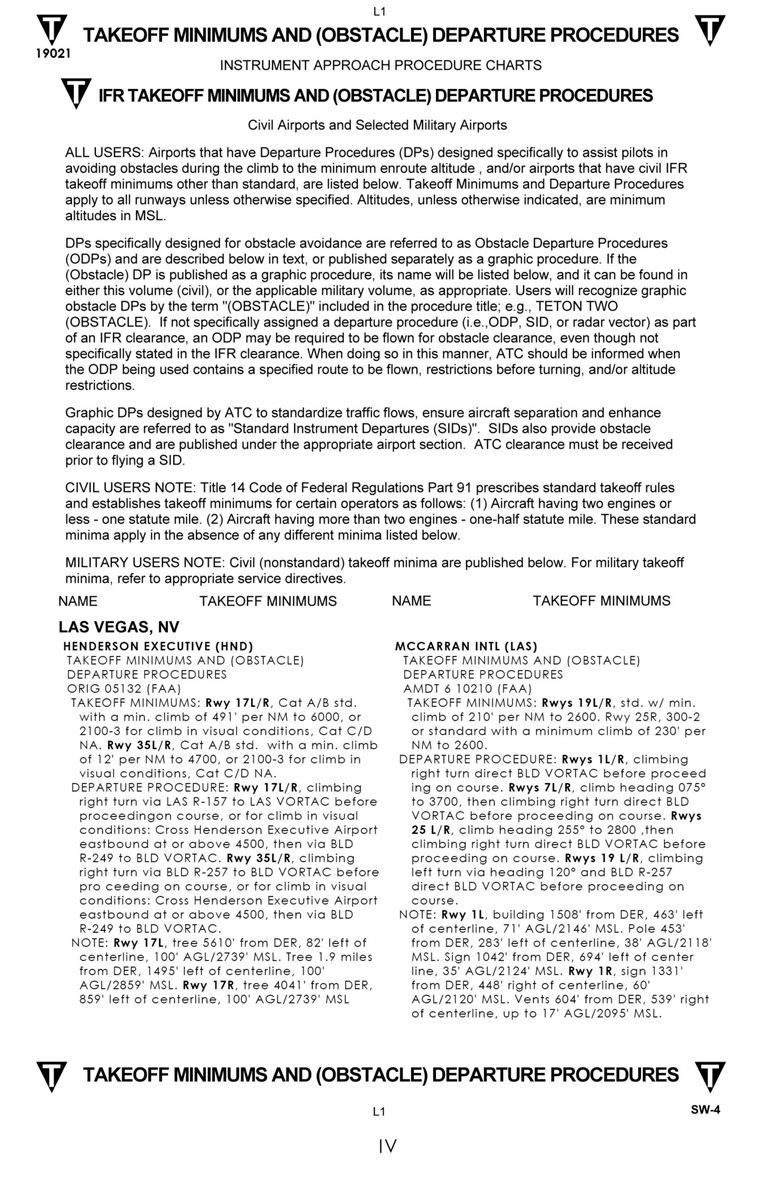 L1
T
TAKEOFF MINIMUMS AND (OBSTACLE) DEPARTURE PROCEDURES
T
19021
INSTRUMENT APPROACH PROCEDURE CHARTS
T
IFR TAKEOFF MINIMUMS AND (OBSTACLE) DEPARTURE PROCEDURES
Civil Airports and Selected Military Airports
ALL USERS: Airports that have Departure Procedures (DPs) designed specifically to assist pilots in
avoiding obstacles during the climb to the minimum enroute altitude , and/or airports that have civil IFR
takeoff minimums other than standard, are listed below. Takeoff Minimums and Departure Procedures
apply to all runways unless otherwise specified. Altitudes, unless otherwise indicated, are minimum
altitudes in MSL.
DPs specifically designed for obstacle avoidance are referred to as Obstacle Departure Procedures
(ODPs) and are described below in text, or published separately as a graphic procedure. If the
(Obstacle) DP is published as a graphic procedure, its name will be listed below, and it can be found in
either this volume (civil), or the applicable military volume, as appropriate. Users will recognize graphic
obstacle DPs by the term "(OBSTACLE)" included in the procedure title; e.g., TETON TWO
(OBSTACLE).  If not specifically assigned a departure procedure (i.e.,ODP, SID, or radar vector) as part
of an IFR clearance, an ODP may be required to be flown for obstacle clearance, even though not
specifically stated in the IFR clearance. When doing so in this manner, ATC should be informed when
the ODP being used contains a specified route to be flown, restrictions before turning, and/or altitude
restrictions.
Graphic DPs designed by ATC to standardize traffic flows, ensure aircraft separation and enhance
capacity are referred to as "Standard Instrument Departures (SIDs)".  SIDs also provide obstacle
clearance and are published under the appropriate airport section.  ATC clearance must be received
prior to flying a SID.
CIVIL USERS NOTE: Title 14 Code of Federal Regulations Part 91 prescribes standard takeoff rules
and establishes takeoff minimums for certain operators as follows: (1) Aircraft having two engines or
less - one statute mile. (2) Aircraft having more than two engines - one-half statute mile. These standard
minima apply in the absence of any different minima listed below.
MILITARY USERS NOTE: Civil (nonstandard) takeoff minima are published below. For military takeoff
minima, refer to appropriate service directives.
NAME TAKEOFF MINIMUMS
LAS VEGAS, NV
HENDERSON EXECUTIVE (HND)
TAKEOFF MINIMUMS AND (OBSTACLE)
DEPARTURE PROCEDURES
ORIG 05132 (FAA)
TAKEOFF MINIMUMS: Rwy 17L/R, Cat A/B std.
with a min. climb of 491' per NM to 6000, or
2100-3 for climb in visual conditions, Cat C/D
NA. Rwy 35L/R, Cat A/B std.  with a min. climb
of 12' per NM to 4700, or 2100-3 for climb in
visual conditions, Cat C/D NA.
DEPARTURE PROCEDURE: Rwy 17L/R, climbing
right turn via LAS R-157 to LAS VORTAC before
proceedingon course, or for climb in visual
conditions: Cross Henderson Executive Airport
eastbound at or above 4500, then via BLD
R-249 to BLD VORTAC. Rwy 35L/R, climbing
right turn via BLD R-257 to BLD VORTAC before
pro ceeding on course, or for climb in visual
conditions: Cross Henderson Executive Airport
eastbound at or above 4500, then via BLD
R-249 to BLD VORTAC.
NOTE: Rwy 17L, tree 5610' from DER, 82' left of
centerline, 100' AGL/2739' MSL. Tree 1.9 miles
from DER, 1495' left of centerline, 100'
AGL/2859' MSL. Rwy 17R, tree 4041' from DER,
859' left of centerline, 100' AGL/2739' MSL
NAME TAKEOFF MINIMUMS
MCCARRAN INTL (LAS)
TAKEOFF MINIMUMS AND (OBSTACLE)
DEPARTURE PROCEDURES
AMDT 6 10210 (FAA)
TAKEOFF MINIMUMS: Rwys 19L/R, std. w/ min.
climb of 210' per NM to 2600. Rwy 25R, 300-2
or standard with a minimum climb of 230' per
NM to 2600.
DEPARTURE PROCEDURE: Rwys 1L/R, climbing
right turn direct BLD VORTAC before proceed
ing on course. Rwys 7L/R, climb heading 075°
to 3700, then climbing right turn direct BLD
VORTAC before proceeding on course. Rwys
25 L/R, climb heading 255° to 2800 ,then
climbing right turn direct BLD VORTAC before
proceeding on course. Rwys 19 L/R, climbing
left turn via heading 120° and BLD R-257
direct BLD VORTAC before proceeding on
course.
NOTE: Rwy 1L, building 1508' from DER, 463' left
of centerline, 71' AGL/2146' MSL. Pole 453'
from DER, 283' left of centerline, 38' AGL/2118'
MSL. Sign 1042' from DER, 694' left of center
line, 35' AGL/2124' MSL. Rwy 1R, sign 1331'
from DER, 448' right of centerline, 60'
AGL/2120' MSL. Vents 604' from DER, 539' right
of centerline, up to 17' AGL/2095' MSL.
T
TAKEOFF MINIMUMS AND (OBSTACLE) DEPARTURE PROCEDURES
T
L1
SW-4
IV